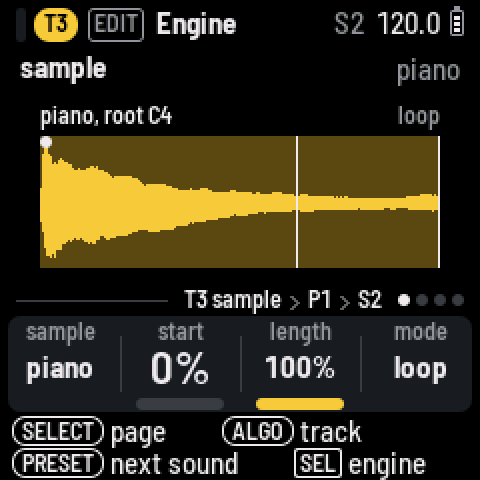 T3 EDIT Engine S2 120.0
sample piano
piano, root C4 loop
T3 sample > P1 > S2
sample start length mode
piano 0% 100% loop
SELECT page ALGO track
PRESET next sound SEL engine